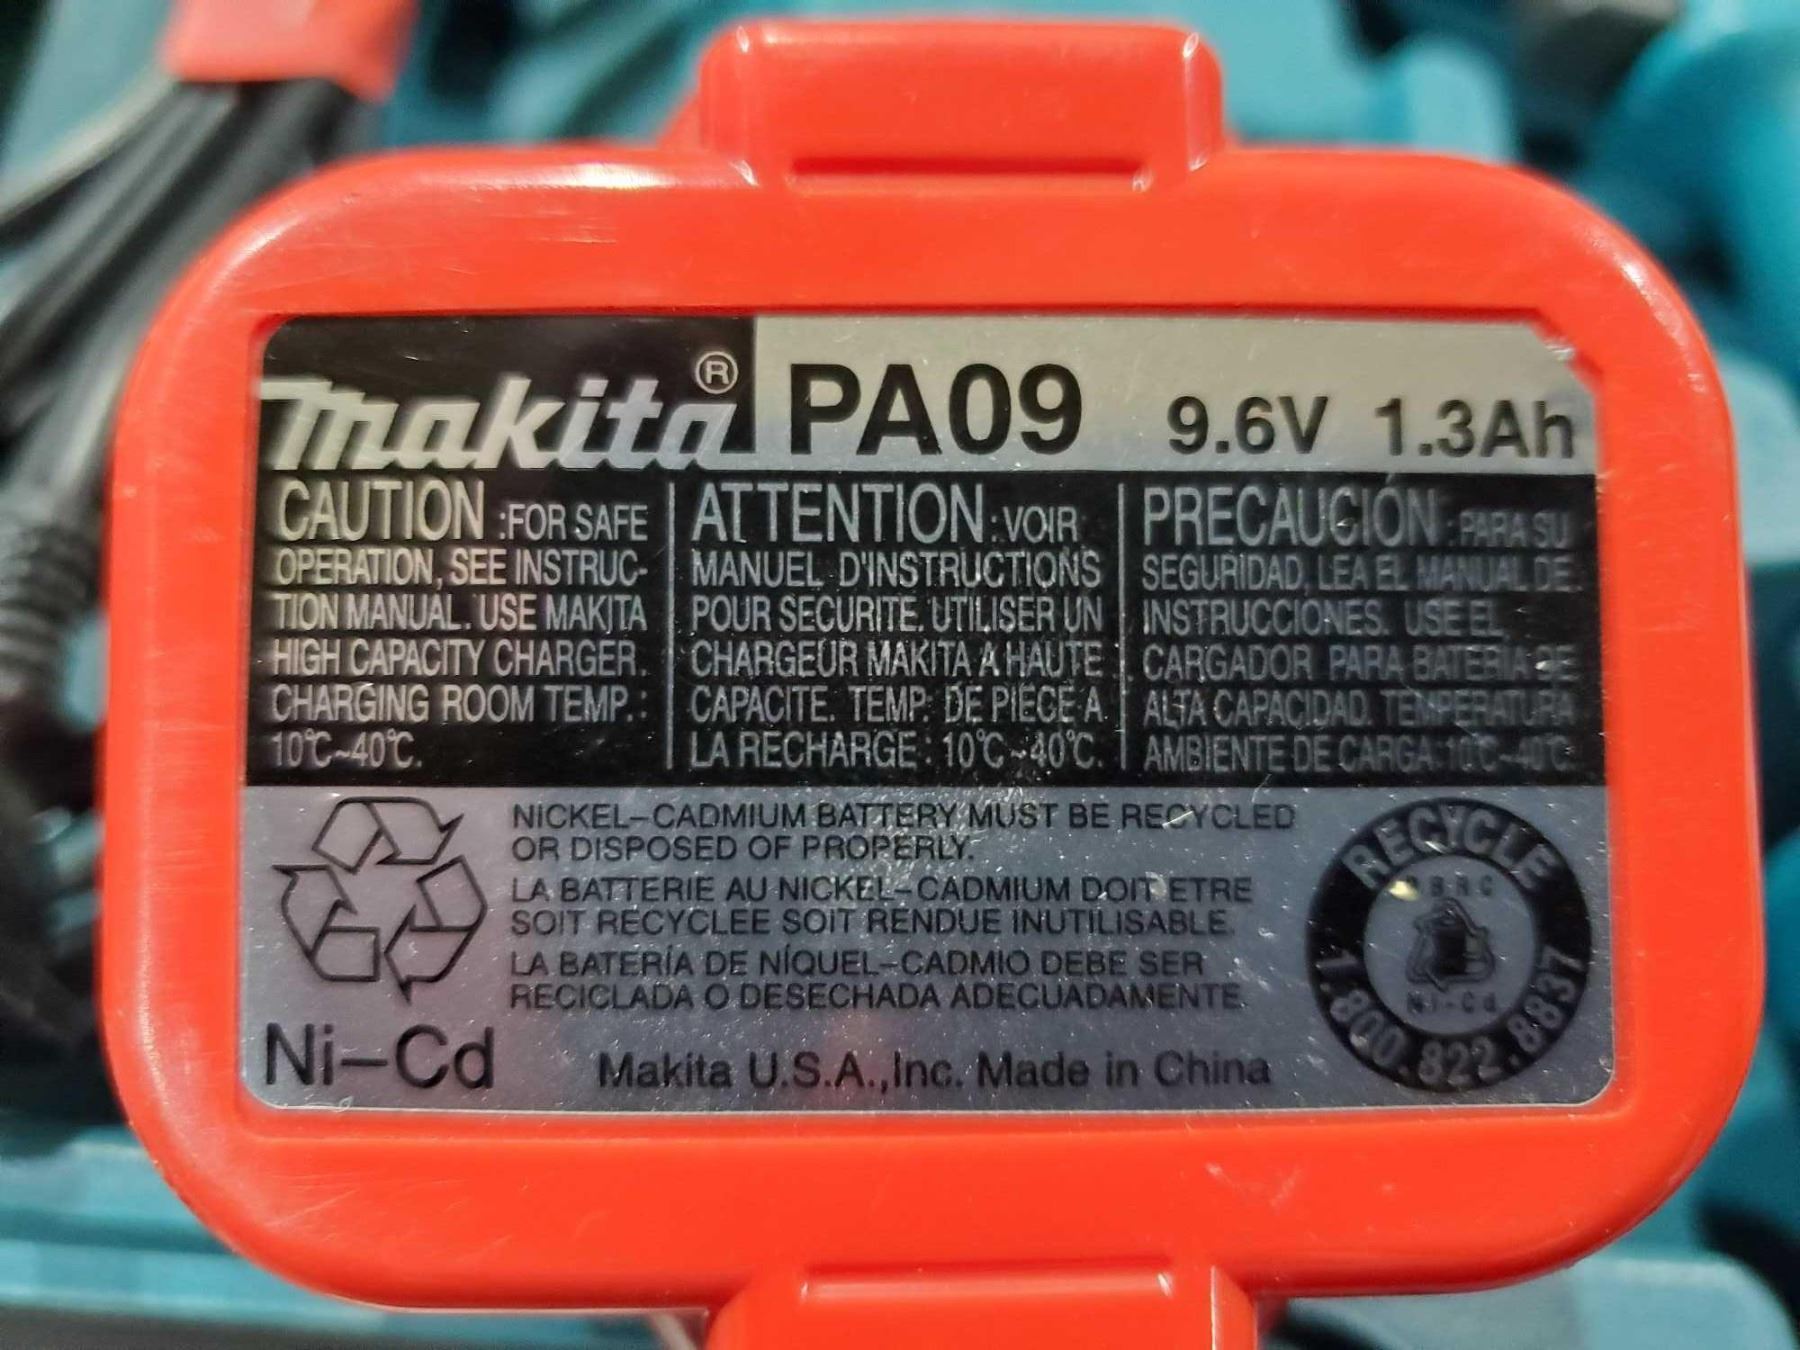 makita® PA09 9.6V 1.3Ah
CAUTION :FOR SAFE
OPERATION, SEE INSTRUC-
TION MANUAL. USE MAKITA
HIGH CAPACITY CHARGER.
CHARGING ROOM TEMP.:
10℃~40℃.
ATTENTION:VOIR
MANUEL D'INSTRUCTIONS
POUR SECURITE. UTILISER UN
CHARGEUR MAKITA A HAUTE
CAPACITE. TEMP. DE PIECE A
LA RECHARGE: 10℃~40℃.
PRECAUCIÓN:PARA SU
SEGURIDAD, LEA EL MANUAL DE
INSTRUCCIONES. USE EL
CARGADOR PARA BATERIA DE
ALTA CAPACIDAD. TEMPERATURA
AMBIENTE DE CARGA:10℃~40℃.
NICKEL-CADMIUM BATTERY MUST BE RECYCLED
OR DISPOSED OF PROPERLY.
LA BATTERIE AU NICKEL-CADMIUM DOIT ETRE
SOIT RECYCLEE SOIT RENDUE INUTILISABLE.
LA BATERÍA DE NÍQUEL-CADMIO DEBE SER
RECICLADA O DESECHADA ADECUADAMENTE.
Ni-Cd
Makita U.S.A.,Inc. Made in China
RECYCLE
RBRC
Ni-Cd
1.800.822.8837